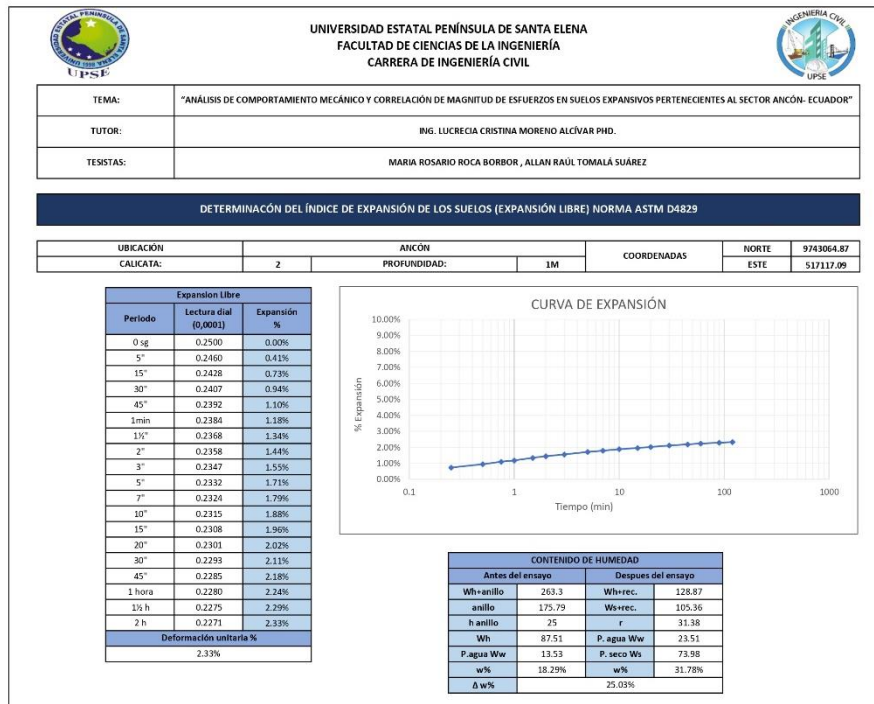 UNIVERSIDAD ESTATAL PENÍNSULA DE SANTA ELENA
FACULTAD DE CIENCIAS DE LA INGENIERÍA
CARRERA DE INGENIERÍA CIVIL
UNIVERSIDAD ESTATAL PENINSULA DE SANTA ELENA
UPSE
INGENIERIA CIVIL
UPSE
TEMA: "ANÁLISIS DE COMPORTAMIENTO MECÁNICO Y CORRELACIÓN DE MAGNITUD DE ESFUERZOS EN SUELOS EXPANSIVOS PERTENECIENTES AL SECTOR ANCÓN- ECUADOR"
TUTOR: ING. LUCRECIA CRISTINA MORENO ALCÍVAR PHD.
TESISTAS: MARIA ROSARIO ROCA BORBOR , ALLAN RAÚL TOMALÁ SUÁREZ
DETERMINACÓN DEL ÍNDICE DE EXPANSIÓN DE LOS SUELOS (EXPANSIÓN LIBRE) NORMA ASTM D4829
UBICACIÓN ANCÓN COORDENADAS NORTE 9743064.87
CALICATA: 2 PROFUNDIDAD: 1M ESTE 517117.09
Expansion Libre
Periodo Lectura dial (0,0001) Expansión %
0 sg 0.2500 0.00%
5" 0.2460 0.41%
15" 0.2428 0.73%
30" 0.2407 0.94%
45" 0.2392 1.10%
1min 0.2384 1.18%
1½" 0.2368 1.34%
2" 0.2358 1.44%
3" 0.2347 1.55%
5" 0.2332 1.71%
7" 0.2324 1.79%
10" 0.2315 1.88%
15" 0.2308 1.96%
20" 0.2301 2.02%
30" 0.2293 2.11%
45" 0.2285 2.18%
1 hora 0.2280 2.24%
1½ h 0.2275 2.29%
2 h 0.2271 2.33%
Deformación unitaria %
2.33%
CURVA DE EXPANSIÓN
% Expansión
10.00%
9.00%
8.00%
7.00%
6.00%
5.00%
4.00%
3.00%
2.00%
1.00%
0.00%
0.1 1 10 100 1000
Tiempo (min)
CONTENIDO DE HUMEDAD
Antes del ensayo Despues del ensayo
Wh+anillo 263.3 Wh+rec. 128.87
anillo 175.79 Ws+rec. 105.36
h anillo 25 r 31.38
Wh 87.51 P. agua Ww 23.51
P.agua Ww 13.53 P. seco Ws 73.98
w% 18.29% w% 31.78%
Δ w% 25.03%